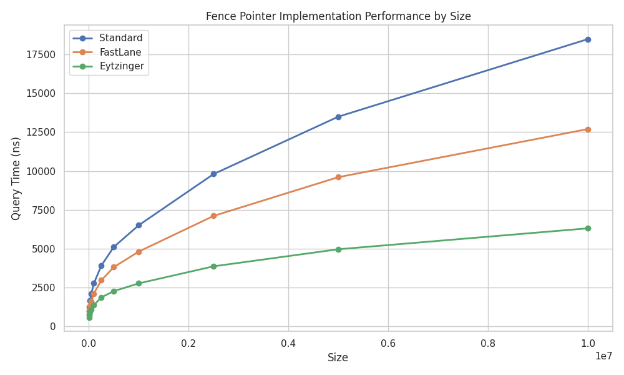 Fence Pointer Implementation Performance by Size
Standard
FastLane
Eytzinger
17500
15000
12500
10000
7500
5000
2500
0
Query Time (ns)
0.0 0.2 0.4 0.6 0.8 1.0
1e7
Size